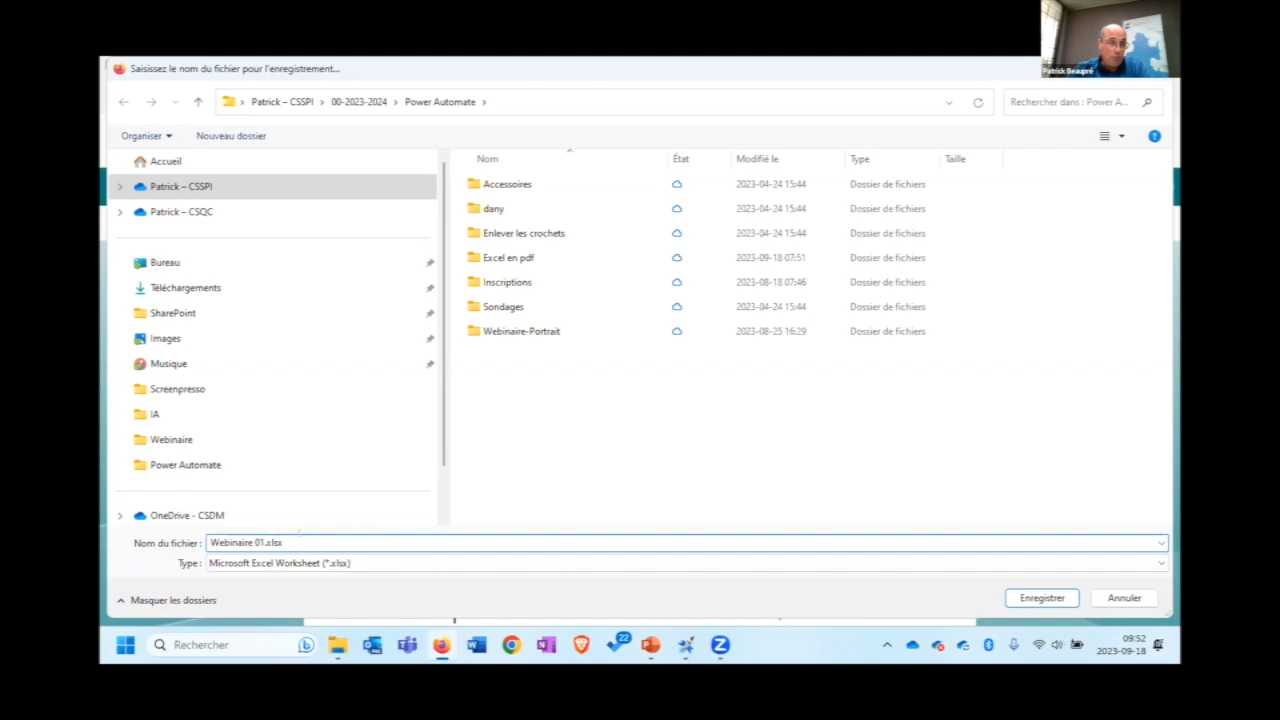 Patrick Beaupré
Saisissez le nom du fichier pour l'enregistrement...
Patrick – CSSPI > 00-2023-2024 > Power Automate >
Rechercher dans : Power A...
Organiser
Nouveau dossier
Nom État Modifié le Type Taille
Accueil
Patrick – CSSPI
Patrick – CSQC
Bureau
Téléchargements
SharePoint
Images
Musique
Screenpresso
IA
Webinaire
Power Automate
OneDrive - CSDM
Accessoires 2023-04-24 15:44 Dossier de fichiers
dany 2023-04-24 15:44 Dossier de fichiers
Enlever les crochets 2023-04-24 15:44 Dossier de fichiers
Excel en pdf 2023-09-18 07:51 Dossier de fichiers
Inscriptions 2023-08-18 07:46 Dossier de fichiers
Sondages 2023-04-24 15:44 Dossier de fichiers
Webinaire-Portrait 2023-08-25 16:29 Dossier de fichiers
Nom du fichier : Webinaire 01.xlsx
Type : Microsoft Excel Worksheet (*.xlsx)
Masquer les dossiers
Enregistrer
Annuler
Rechercher
22
09:52
2023-09-18